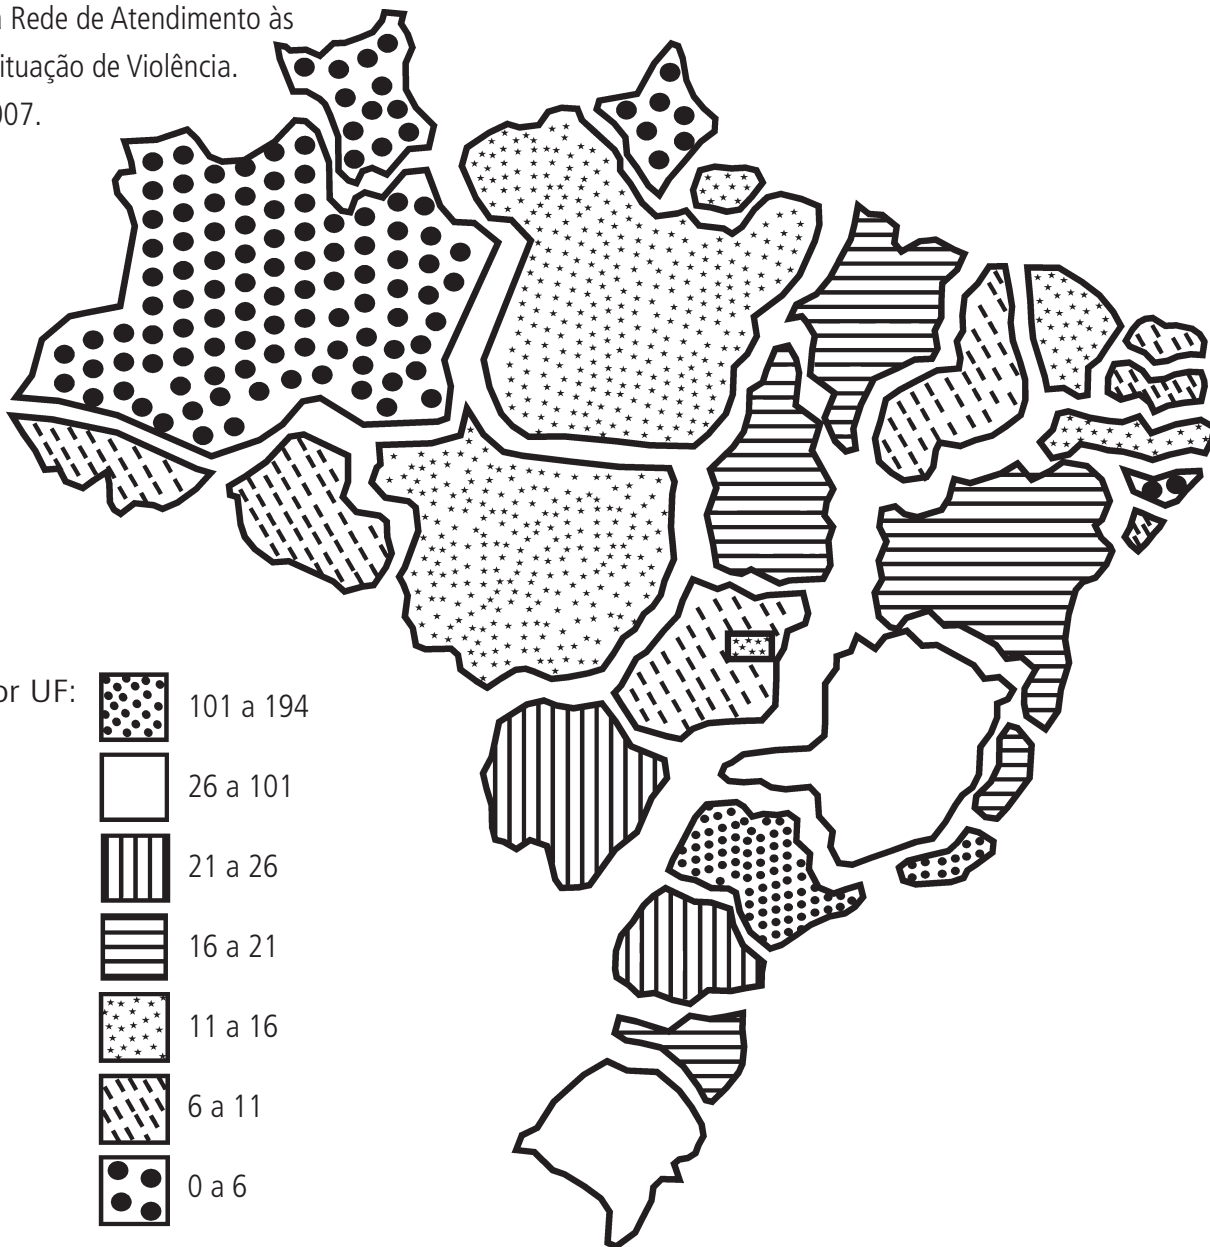 Rede de Atendimento às
ituação de Violência.
007.
or UF:
101 a 194
26 a 101
21 a 26
16 a 21
11 a 16
6 a 11
0 a 6